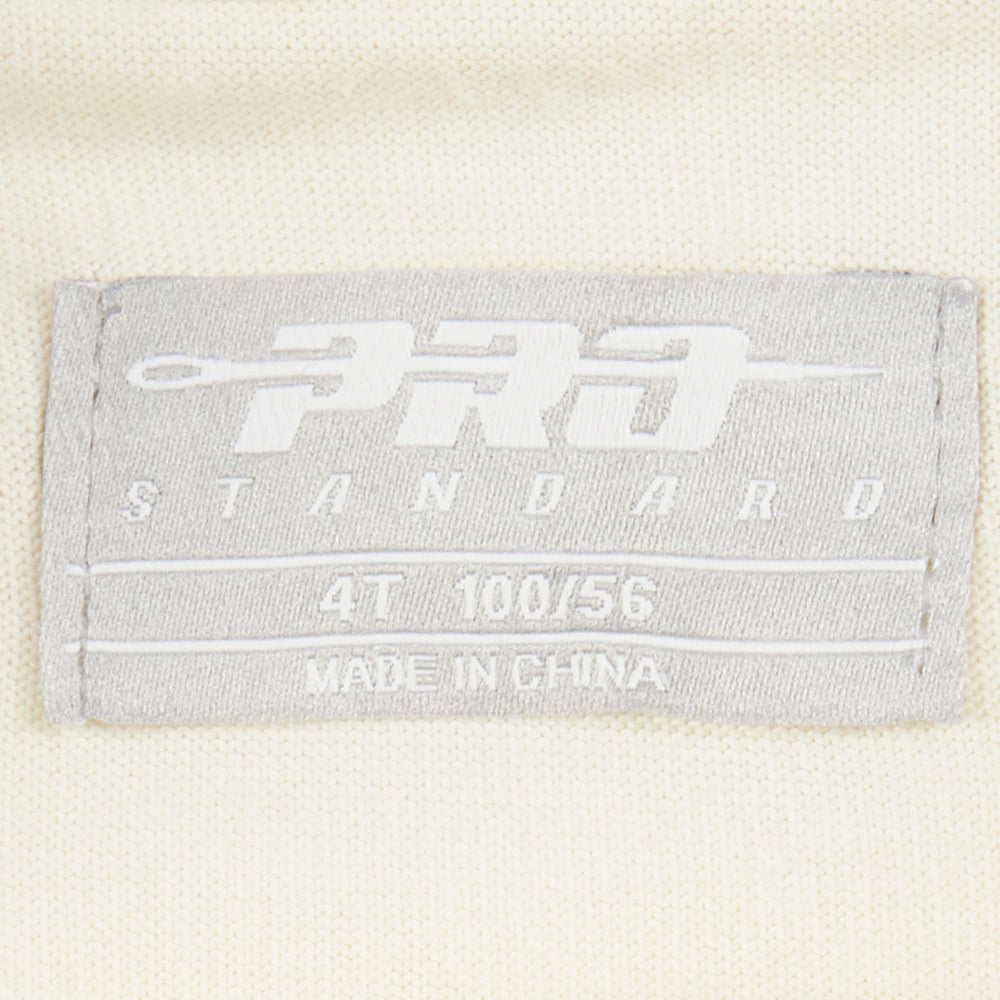 PRO
STANDARD
4T 100/56
MADE IN CHINA